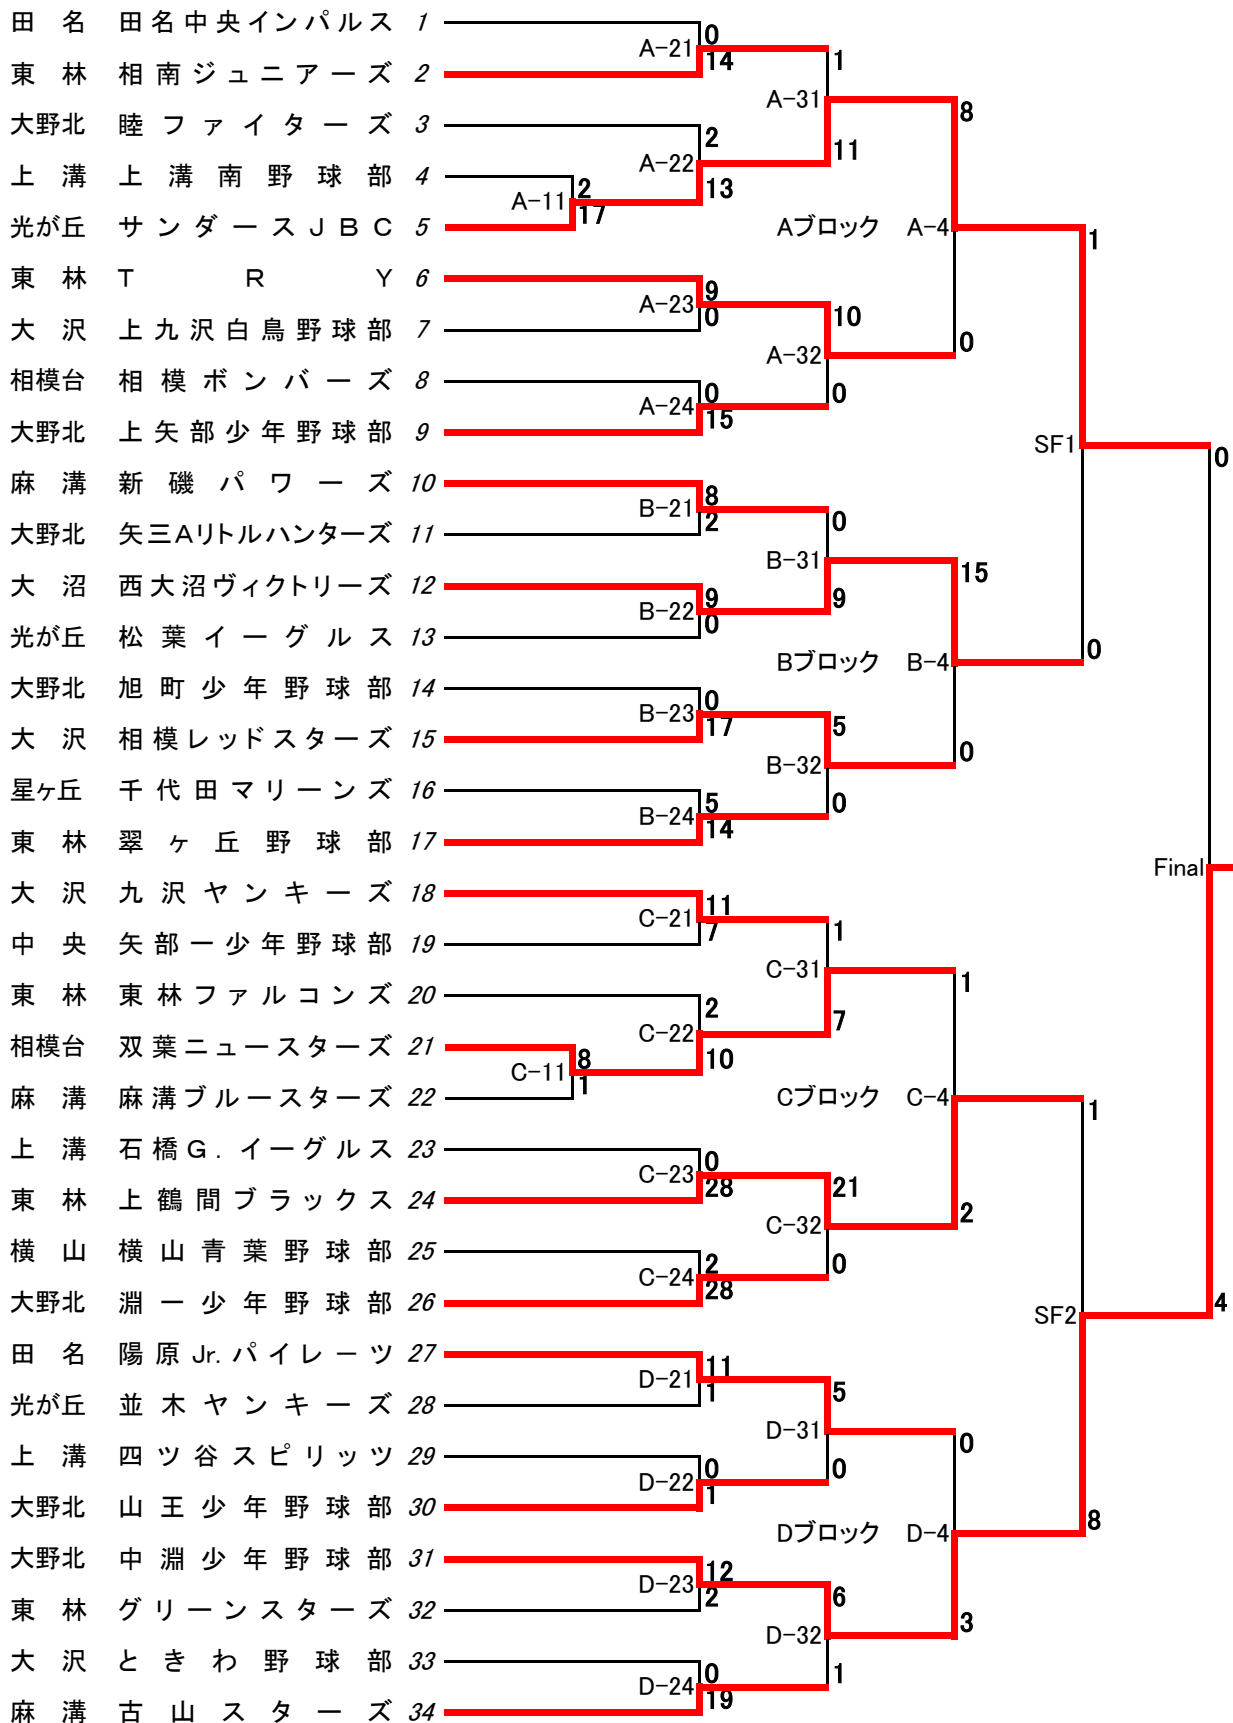 田名 田名中央インパルス 1
0
A-21
14
1
東林 相南ジュニアーズ 2
A-31
8
大野北 睦ファイターズ 3
2
A-22
11
13
上溝 上溝南野球部 4
2
A-11
17
光が丘 サンダースJBC 5
Aブロック A-4
1
東林 TRY 6
9
A-23
0
10
大沢 上九沢白鳥野球部 7
A-32
0
相模台 相模ボンバーズ 8
0
A-24
15
0
大野北 上矢部少年野球部 9
SF1
0
麻溝 新磯パワーズ 10
8
B-21
2
0
大野北 矢三Aリトルハンターズ 11
B-31
15
大沼 西大沼ヴィクトリーズ 12
9
B-22
0
9
光が丘 松葉イーグルス 13
Bブロック B-4
0
大野北 旭町少年野球部 14
0
B-23
17
5
大沢 相模レッドスターズ 15
B-32
0
星ヶ丘 千代田マリーンズ 16
5
B-24
14
0
東林 翠ヶ丘野球部 17
Final
大沢 九沢ヤンキーズ 18
11
C-21
7
1
中央 矢部一少年野球部 19
C-31
1
東林 東林ファルコンズ 20
2
C-22
10
7
相模台 双葉ニュースターズ 21
8
C-11
1
麻溝 麻溝ブルースターズ 22
Cブロック C-4
1
上溝 石橋G.イーグルス 23
0
C-23
28
21
東林 上鶴間ブラックス 24
C-32
2
横山 横山青葉野球部 25
2
C-24
28
0
大野北 淵一少年野球部 26
SF2
4
田名 陽原Jr.パイレーツ 27
11
D-21
1
5
光が丘 並木ヤンキーズ 28
D-31
0
上溝 四ツ谷スピリッツ 29
0
D-22
1
0
大野北 山王少年野球部 30
Dブロック D-4
8
大野北 中淵少年野球部 31
12
D-23
2
6
東林 グリーンスターズ 32
D-32
3
大沢 ときわ野球部 33
0
D-24
19
1
麻溝 古山スターズ 34